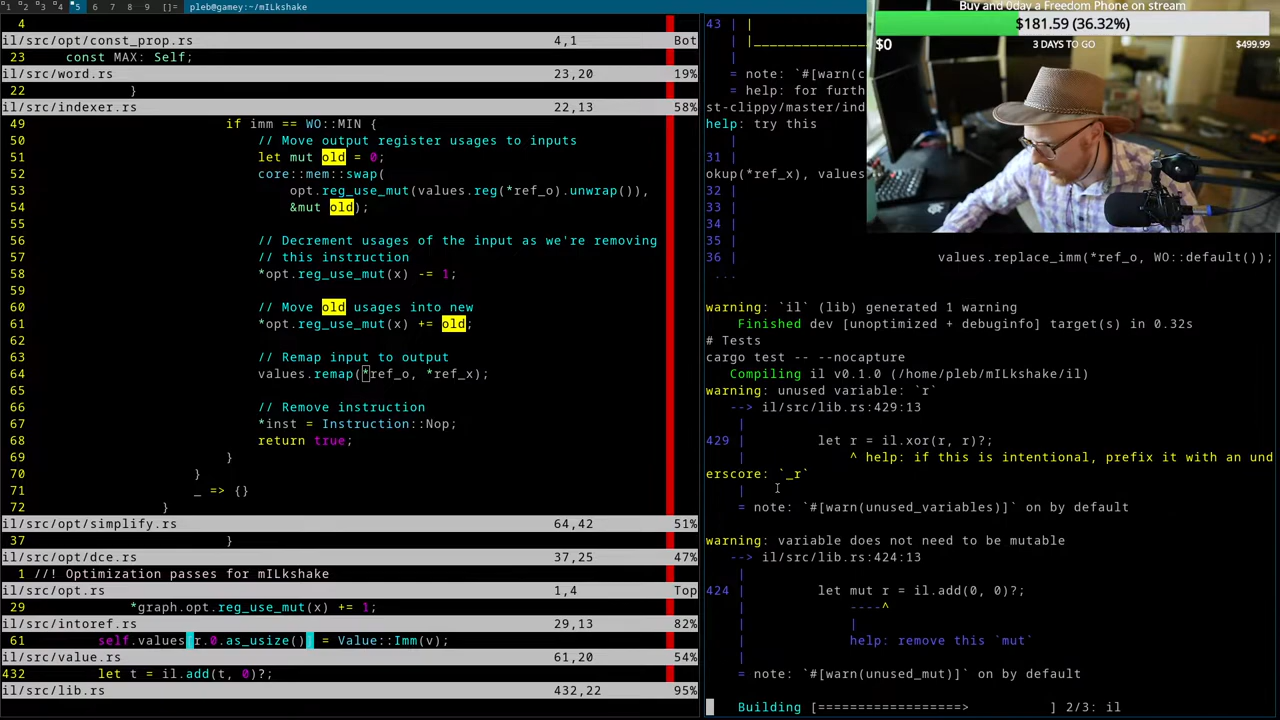 1 2 3 4 5 6 7 8 9 []= pleb@gamey:~/mILkshake
4
il/src/opt/const_prop.rs 4,1 Bot
23 const MAX: Self;
il/src/word.rs 23,20 19%
22 }
il/src/indexer.rs 22,13 58%
49 if imm == WO::MIN {
50 // Move output register usages to inputs
51 let mut old = 0;
52 core::mem::swap(
53 opt.reg_use_mut(values.reg(*ref_o).unwrap()),
54 &mut old);
55
56 // Decrement usages of the input as we're removing
57 // this instruction
58 *opt.reg_use_mut(x) -= 1;
59
60 // Move old usages into new
61 *opt.reg_use_mut(x) += old;
62
63 // Remap input to output
64 values.remap(*ref_o, *ref_x);
65
66 // Remove instruction
67 *inst = Instruction::Nop;
68 return true;
69 }
70 }
71 _ => {}
72 }
il/src/opt/simplify.rs 64,42 51%
37 }
il/src/opt/dce.rs 37,25 47%
1 //! Optimization passes for mILkshake
il/src/opt.rs 1,4 Top
29 *graph.opt.reg_use_mut(x) += 1;
il/src/intoref.rs 29,13 82%
61 self.values[r.0.as_usize()] = Value::Imm(v);
il/src/value.rs 61,20 54%
432 let t = il.add(t, 0)?;
il/src/lib.rs 432,22 95%
43 |
|_
|
= note: `#[warn(c
= help: for furth
st-clippy/master/ind
help: try this
|
31
okup(*ref_x), values
32 |
33 |
34 |
35 |
36 | values.replace_imm(*ref_o, WO::default());
...
warning: `il` (lib) generated 1 warning
Finished dev [unoptimized + debuginfo] target(s) in 0.32s
# Tests
cargo test -- --nocapture
Compiling il v0.1.0 (/home/pleb/mILkshake/il)
warning: unused variable: `r`
--> il/src/lib.rs:429:13
|
429 let r = il.xor(r, r)?;
| ^ help: if this is intentional, prefix it with an und
erscore: `_r`
|
= note: `#[warn(unused_variables)]` on by default
warning: variable does not need to be mutable
--> il/src/lib.rs:424:13
|
424 let mut r = il.add(0, 0)?;
| ----^
| |
| help: remove this `mut`
|
= note: `#[warn(unused_mut)]` on by default
Building [==================> ] 2/3: il
Buy and 0day a Freedom Phone on stream
$181.59 (36.32%)
$0 3 DAYS TO GO $499.99